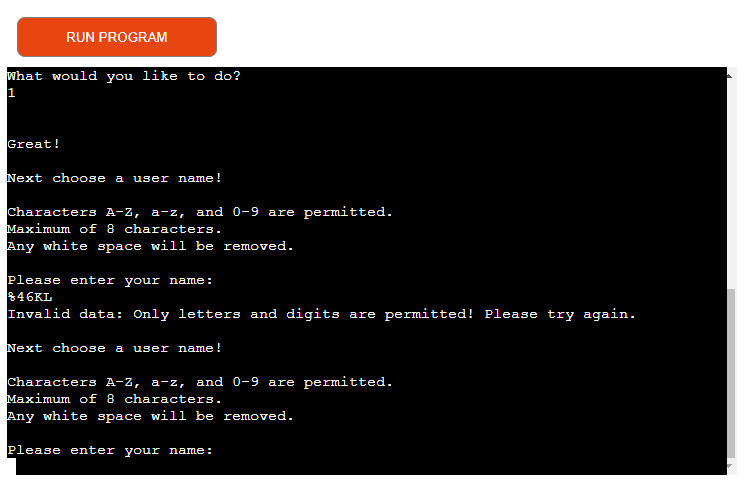 RUN PROGRAM
What would you like to do?
1
Great!
Next choose a user name!
Characters A-Z, a-z, and 0-9 are permitted.
Maximum of 8 characters.
Any white space will be removed.
Please enter your name:
%46KL
Invalid data: Only letters and digits are permitted! Please try again.
Next choose a user name!
Characters A-Z, a-z, and 0-9 are permitted.
Maximum of 8 characters.
Any white space will be removed.
Please enter your name: